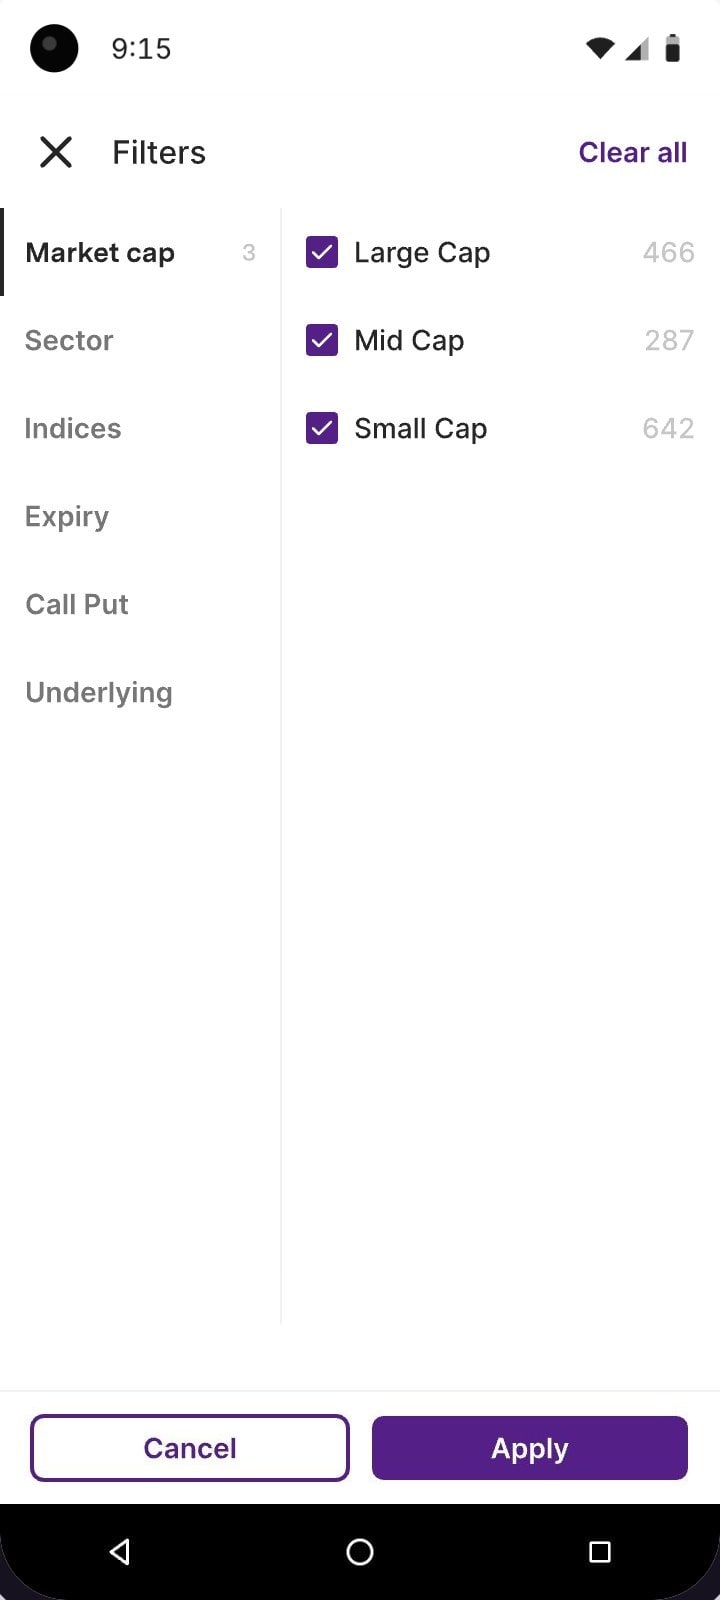 9:15
Filters
Clear all
Market cap 3
Large Cap 466
Sector
Mid Cap 287
Indices
Small Cap 642
Expiry
Call Put
Underlying
Cancel
Apply